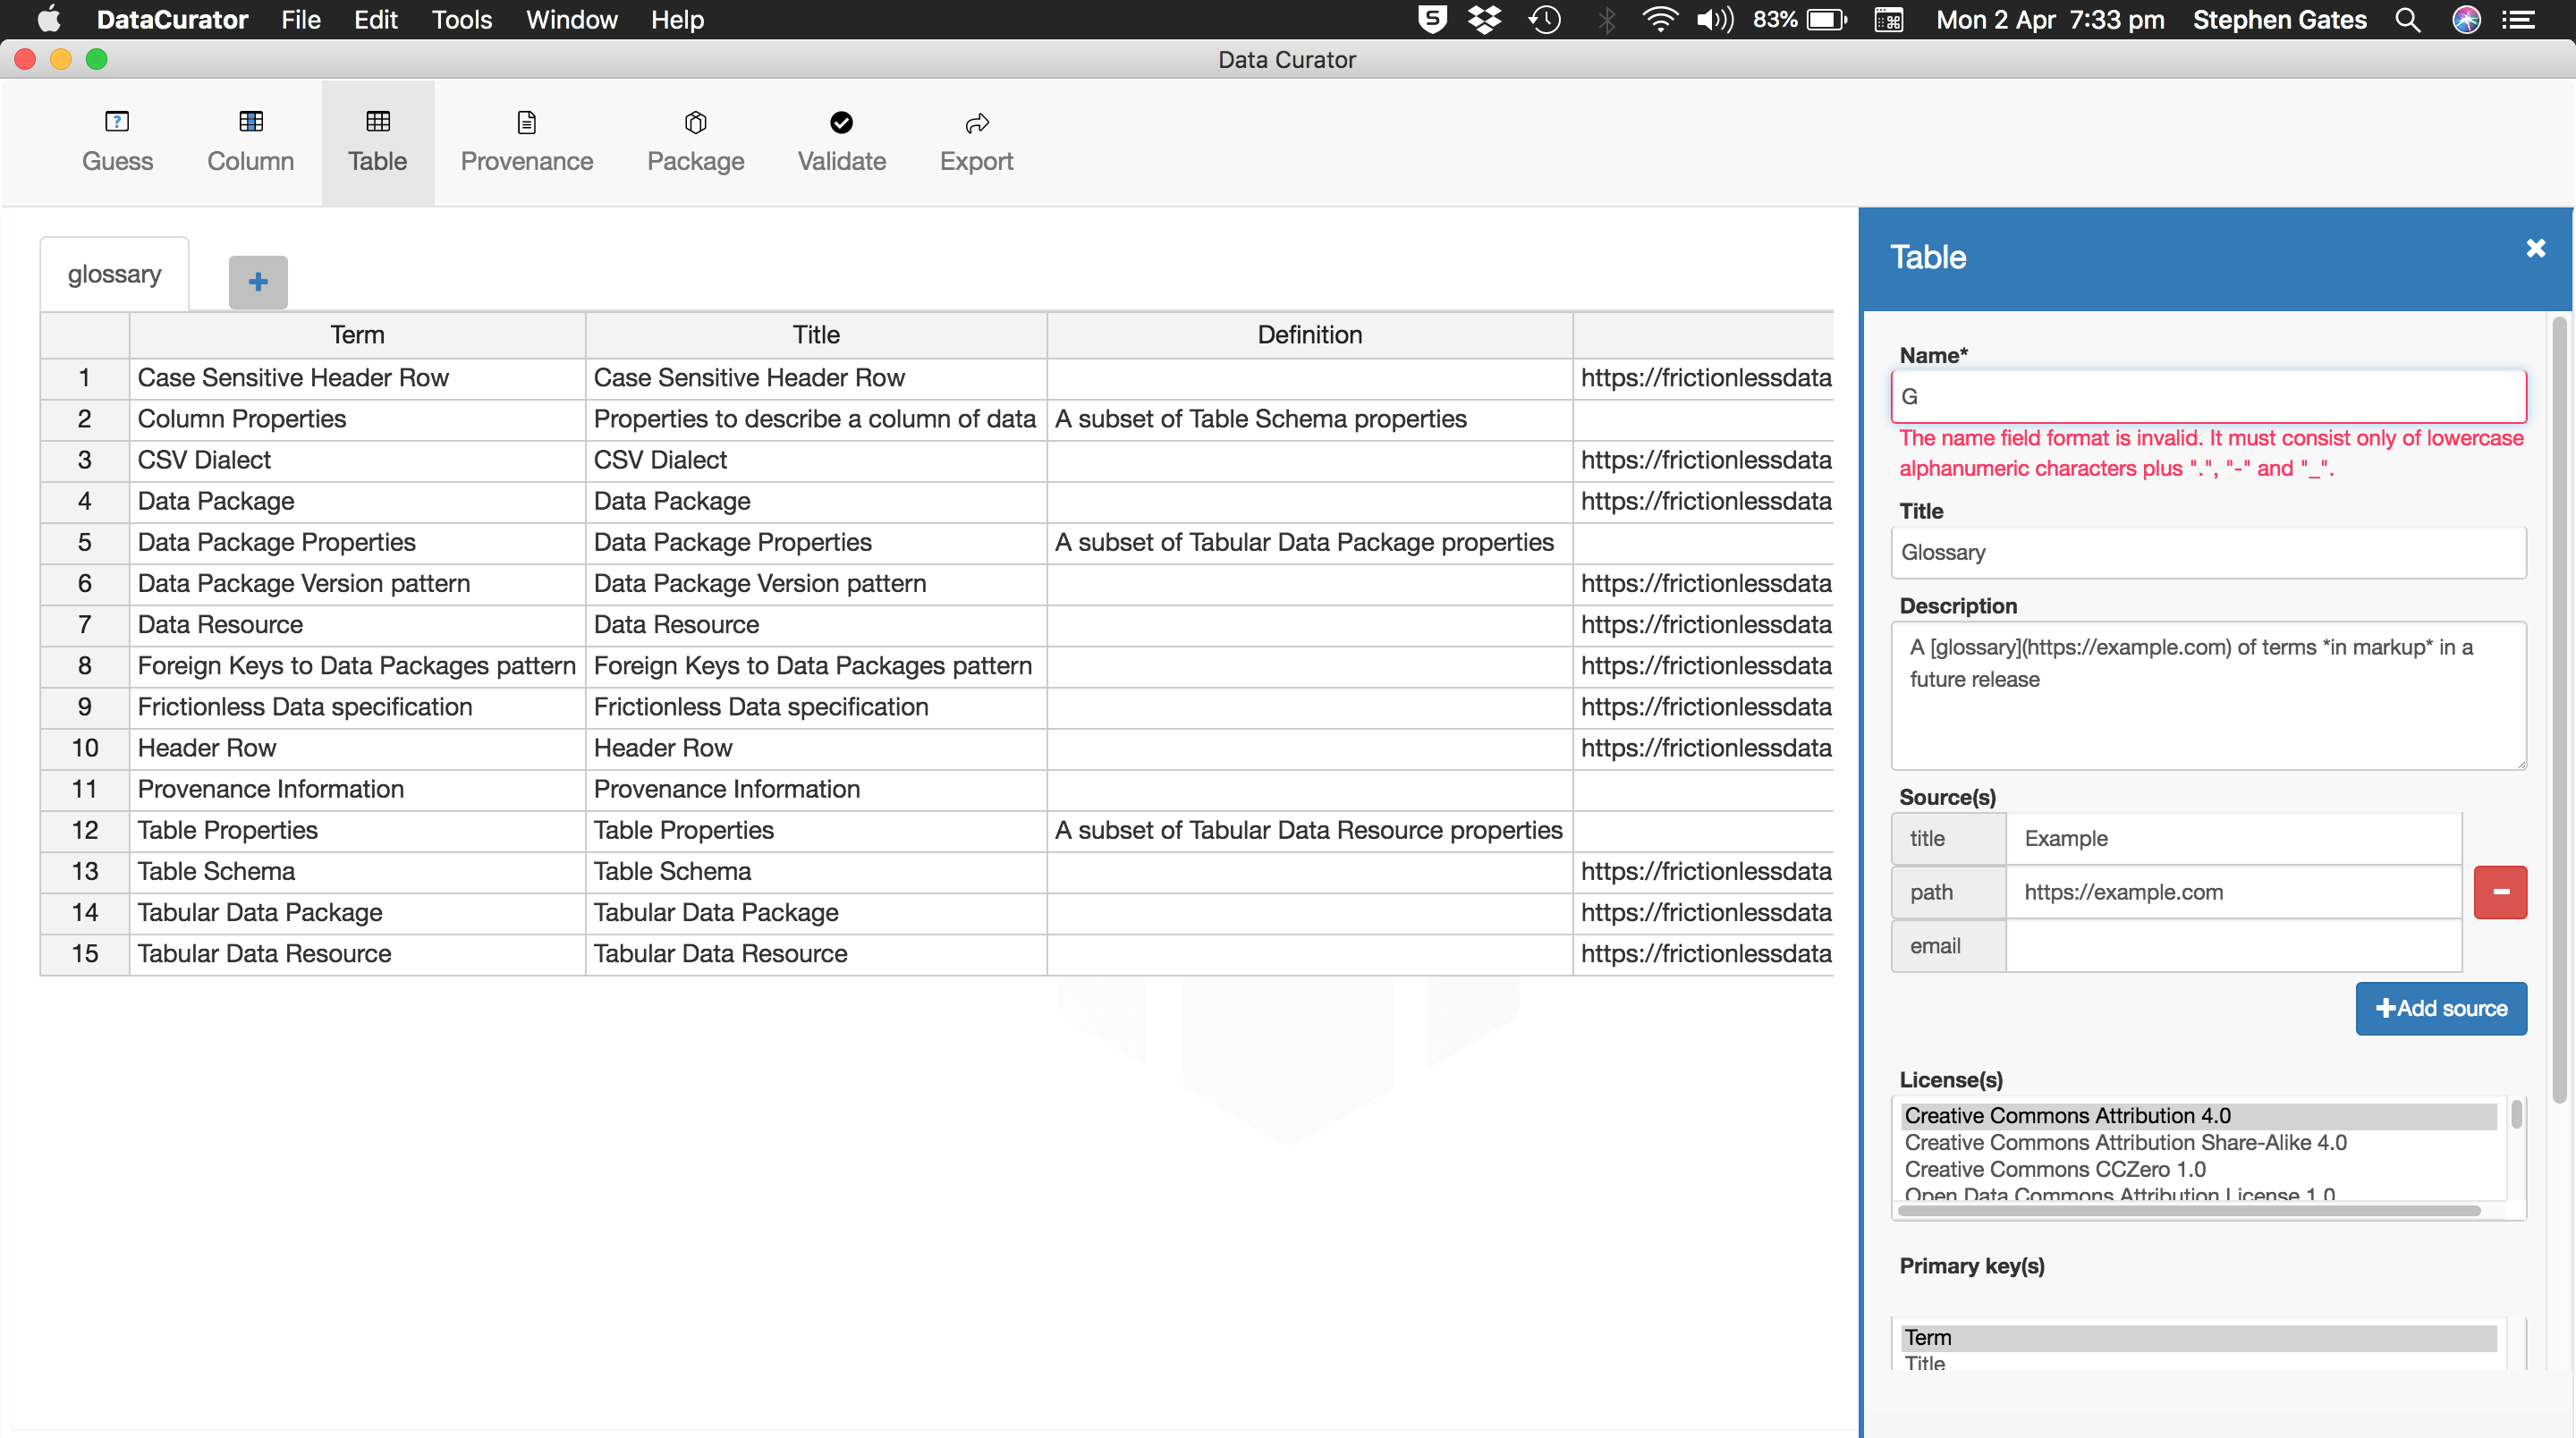 DataCurator File Edit Tools Window Help 83% Mon 2 Apr 7:33 pm Stephen Gates
Data Curator
Guess Column Table Provenance Package Validate Export
glossary
Term Title Definition
1 Case Sensitive Header Row Case Sensitive Header Row https://frictionlessdata
2 Column Properties Properties to describe a column of data A subset of Table Schema properties
3 CSV Dialect CSV Dialect https://frictionlessdata
4 Data Package Data Package https://frictionlessdata
5 Data Package Properties Data Package Properties A subset of Tabular Data Package properties
6 Data Package Version pattern Data Package Version pattern https://frictionlessdata
7 Data Resource Data Resource https://frictionlessdata
8 Foreign Keys to Data Packages pattern Foreign Keys to Data Packages pattern https://frictionlessdata
9 Frictionless Data specification Frictionless Data specification https://frictionlessdata
10 Header Row Header Row https://frictionlessdata
11 Provenance Information Provenance Information
12 Table Properties Table Properties A subset of Tabular Data Resource properties
13 Table Schema Table Schema https://frictionlessdata
14 Tabular Data Package Tabular Data Package https://frictionlessdata
15 Tabular Data Resource Tabular Data Resource https://frictionlessdata
Table
Name*
G
The name field format is invalid. It must consist only of lowercase
alphanumeric characters plus ".", "-" and "_".
Title
Glossary
Description
A [glossary](https://example.com) of terms *in markup* in a
future release
Source(s)
title Example
path https://example.com
email
Add source
License(s)
Creative Commons Attribution 4.0
Creative Commons Attribution Share-Alike 4.0
Creative Commons CCZero 1.0
Open Data Commons Attribution License 1.0
Primary key(s)
Term
Title